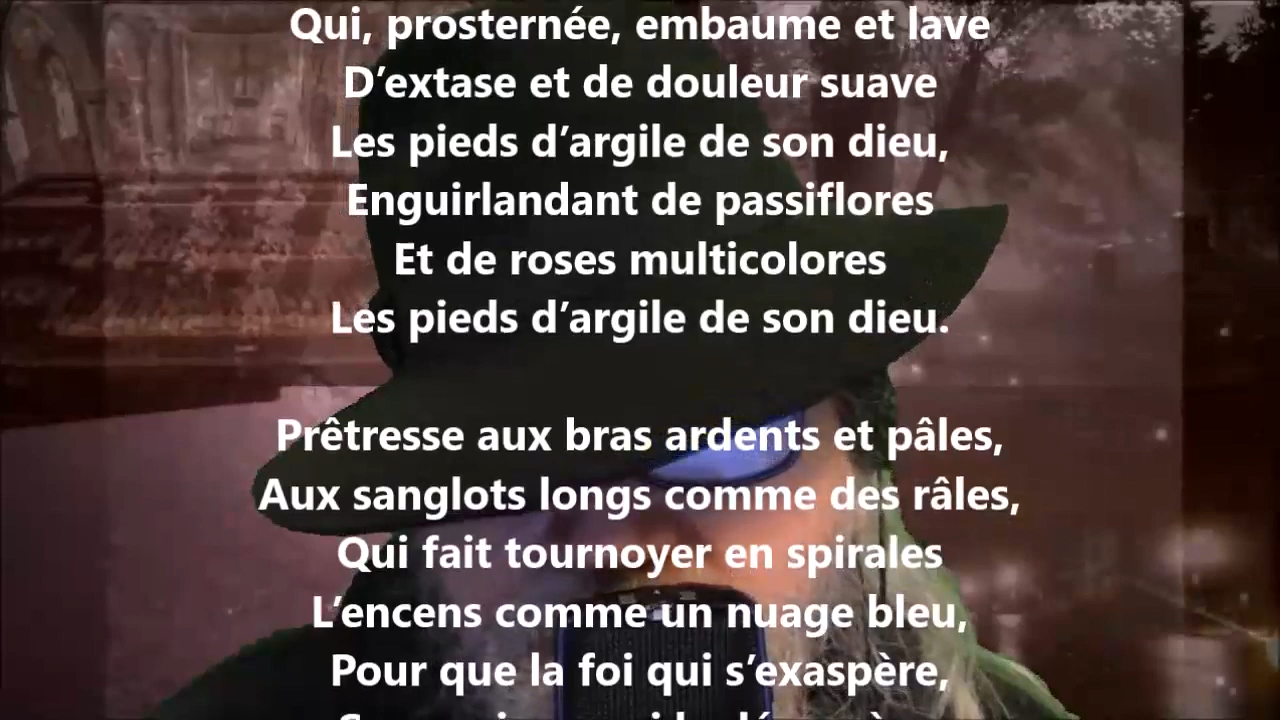 Qui, prosternée, embaume et lave
D’extase et de douleur suave
Les pieds d’argile de son dieu,
Enguirlandant de passiflores
Et de roses multicolores
Les pieds d’argile de son dieu.
Prêtresse aux bras ardents et pâles,
Aux sanglots longs comme des râles,
Qui fait tournoyer en spirales
L’encens comme un nuage bleu,
Pour que la foi qui s’exaspère,